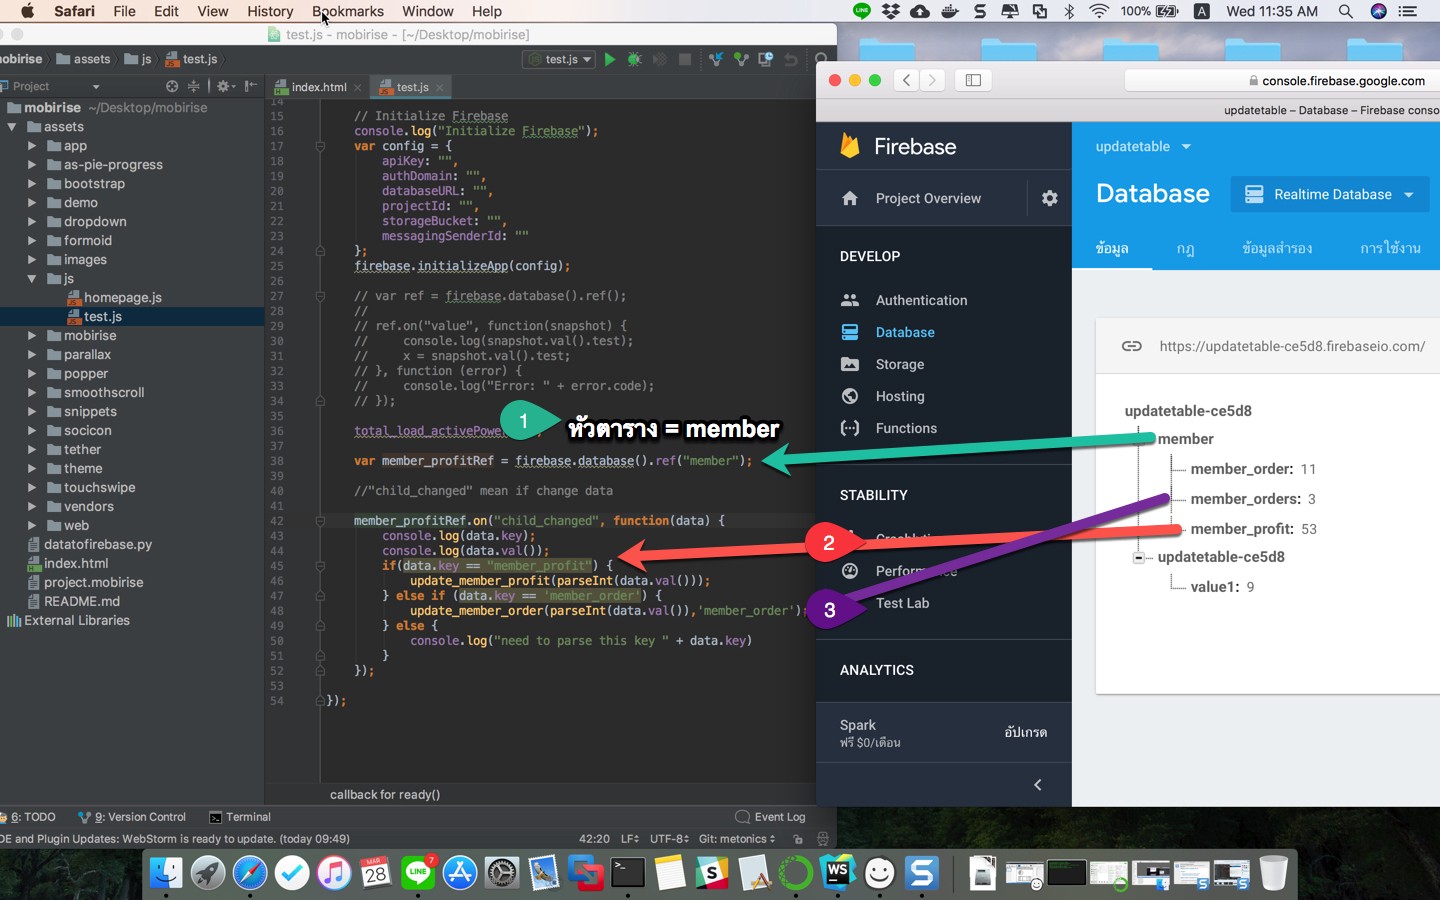 Safari File Edit View History Bookmarks Window Help
LINE 100% A Wed 11:35 AM
test.js - mobirise - [~/Desktop/mobirise]
obirise assets js test.js
test.js
Project
index.html
test.js
mobirise ~/Desktop/mobirise
assets
app
as-pie-progress
bootstrap
demo
dropdown
formoid
images
js
homepage.js
test.js
mobirise
parallax
popper
smoothscroll
snippets
socicon
tether
theme
touchswipe
vendors
web
datatofirebase.py
index.html
project.mobirise
README.md
External Libraries
14
15 // Initialize Firebase
16 console.log("Initialize Firebase");
17 var config = {
18 apiKey: "",
19 authDomain: "",
20 databaseURL: "",
21 projectId: "",
22 storageBucket: "",
23 messagingSenderId: ""
24 };
25 firebase.initializeApp(config);
26
27 // var ref = firebase.database().ref();
28 //
29 // ref.on("value", function(snapshot) {
30 // console.log(snapshot.val().test);
31 // x = snapshot.val().test;
32 // }, function (error) {
33 // console.log("Error: " + error.code);
34 // });
35
1 หัวตาราง = member
36 total_load_activePowe
37
38 var member_profitRef = firebase.database().ref("member");
39
40 //"child_changed" mean if change data
41
42 member_profitRef.on("child_changed", function(data) {
43 console.log(data.key);
44 console.log(data.val());
45 if(data.key == "member_profit") {
46 update_member_profit(parseInt(data.val()));
47 } else if (data.key == 'member_order') {
48 update_member_order(parseInt(data.val()),'member_order');
49 } else {
50 console.log("need to parse this key " + data.key)
51 }
52 });
53
54 });
callback for ready()
6: TODO 9: Version Control Terminal Event Log
DE and Plugin Updates: WebStorm is ready to update. (today 09:49) 42:20 LF UTF-8 Git: metonics
console.firebase.google.com
updatetable – Database – Firebase conso
Firebase
Project Overview
DEVELOP
Authentication
Database
Storage
Hosting
Functions
STABILITY
2
Performance
3
Test Lab
ANALYTICS
Spark
ฟรี $0/เดือน
อัปเกรด
updatetable
Database Realtime Database
ข้อมูล กฎ ข้อมูลสำรอง การใช้งาน
https://updatetable-ce5d8.firebaseio.com/
updatetable-ce5d8
member
member_order: 11
member_orders: 3
member_profit: 53
updatetable-ce5d8
value1: 9
MAR
28
LINE
7
WS
S